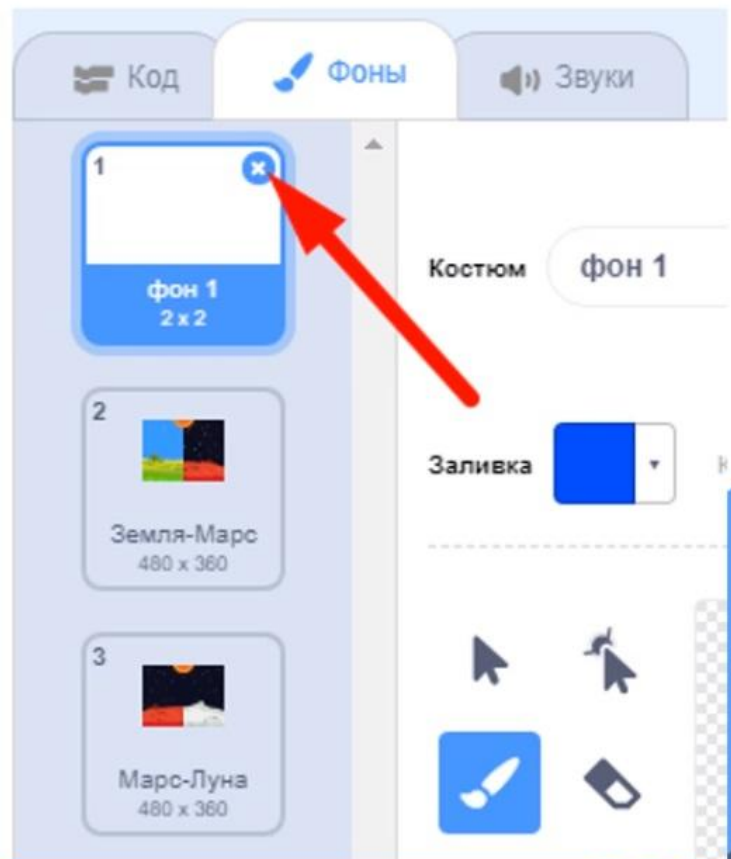 Код
Фоны
Звуки
1
фон 1
2 x 2
Костюм
фон 1
2
Земля-Марс
480 x 360
Заливка
3
Марс-Луна
480 x 360